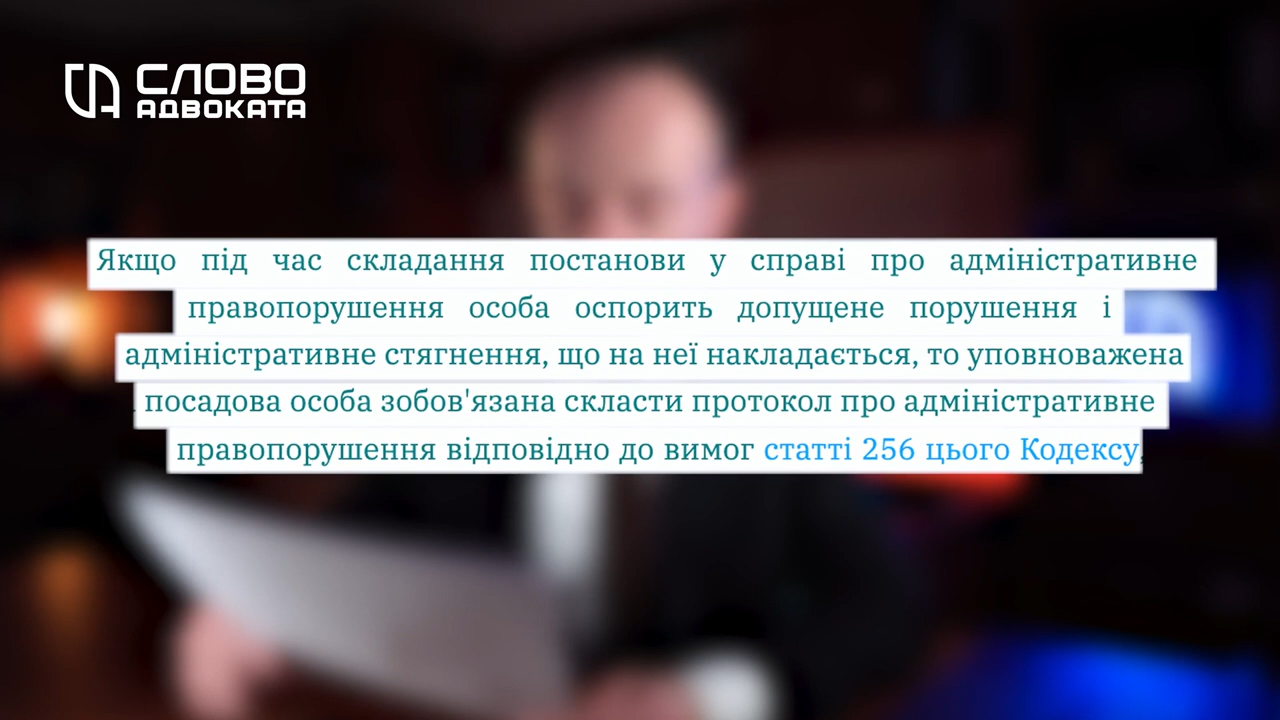 СЛОВО
АДВОКАТА
Якщо під час складання постанови у справі про адміністративне
правопорушення особа оспорить допущене порушення і
адміністративне стягнення, що на неї накладається, то уповноважена
посадова особа зобов'язана скласти протокол про адміністративне
правопорушення відповідно до вимог статті 256 цього Кодексу,